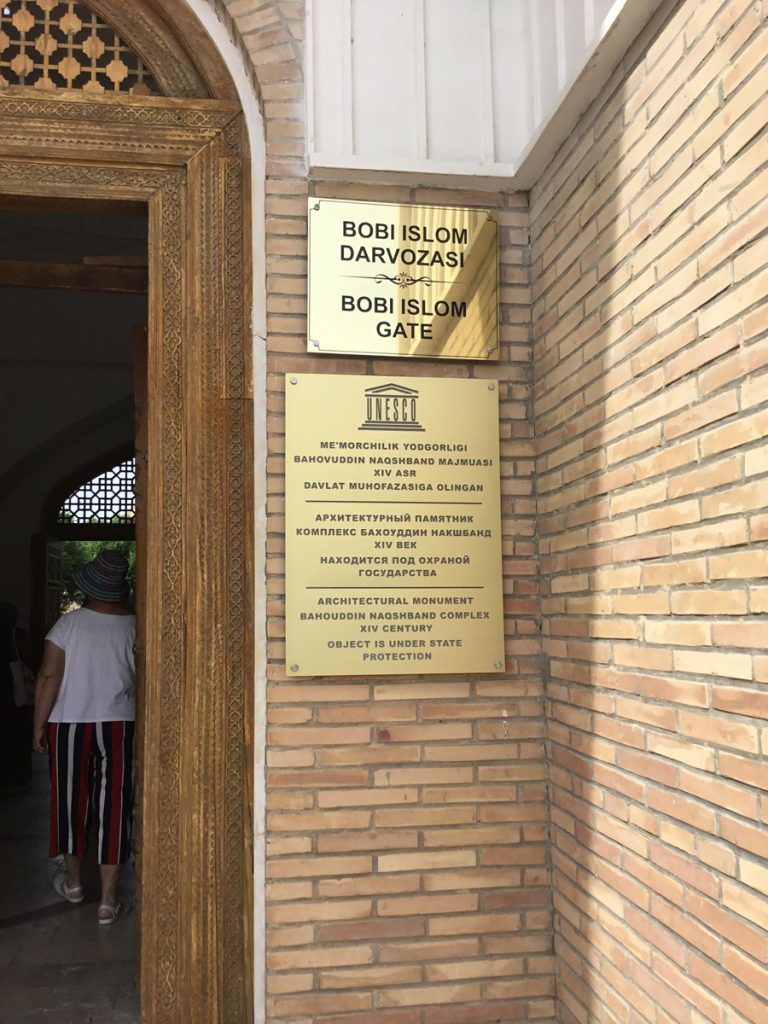 BOBI ISLOM
DARVOZASI
BOBI ISLOM
GATE
UNESCO
ME'MORCHILIK YODGORLIGI
BAHOVUDDIN NAQSHBAND MAJMUASI
XIV ASR
DAVLAT MUHOFAZASIGA OLINGAN
АРХИТЕКТУРНЫЙ ПАМЯТНИК
КОМПЛЕКС БАХОУДДИН НАКШБАНД
XIV ВЕК
НАХОДИТСЯ ПОД ОХРАНОЙ
ГОСУДАРСТВА
ARCHITECTURAL MONUMENT
BAHOUDDIN NAQSHBAND COMPLEX
XIV CENTURY
OBJECT IS UNDER STATE
PROTECTION